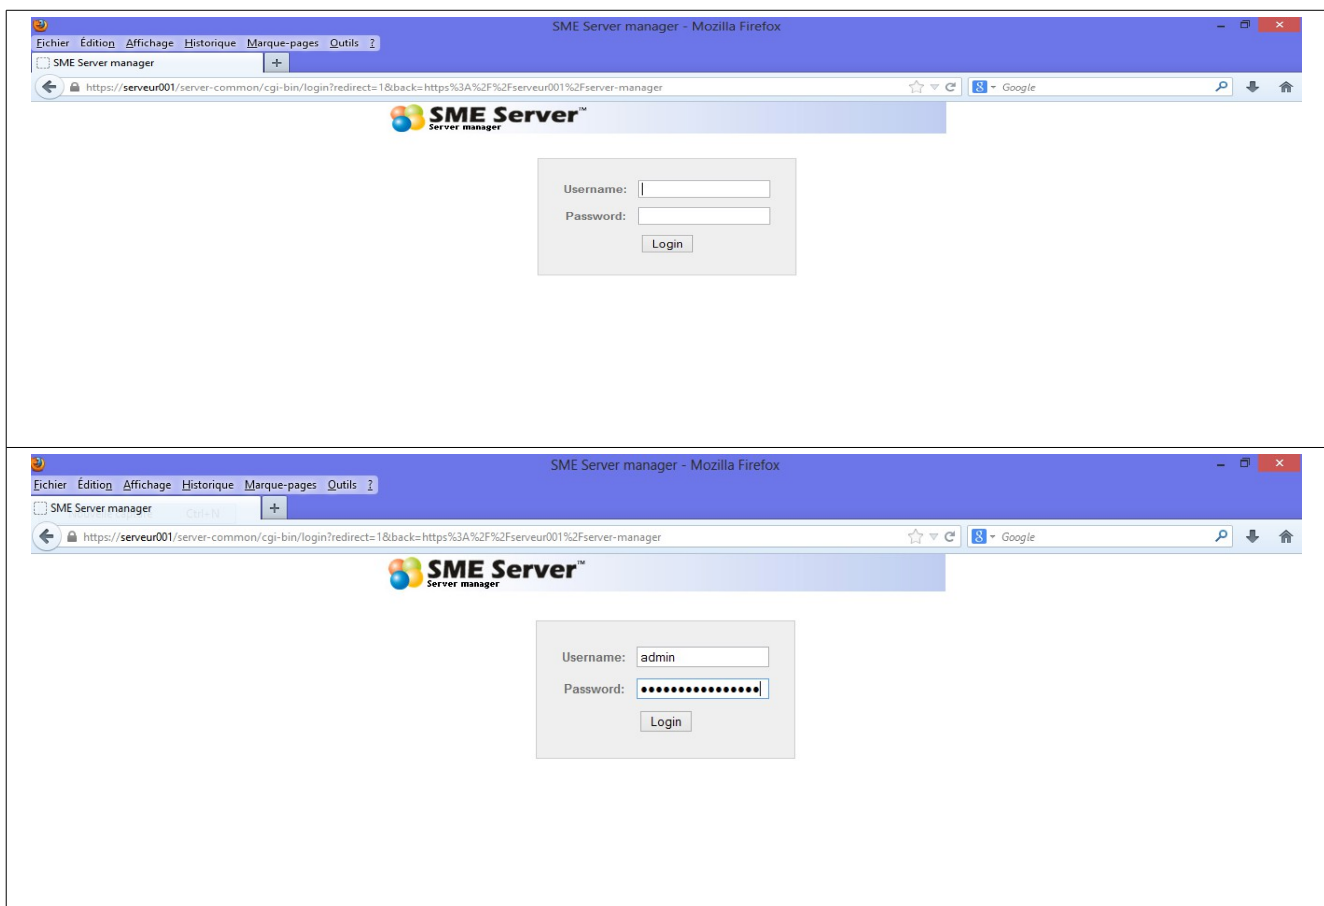 SME Server manager - Mozilla Firefox
Fichier Édition Affichage Historique Marque-pages Outils ?
SME Server manager +
https://serveur001/server-common/cgi-bin/login?redirect=1&back=https%3A%2F%2Fserveur001%2Fserver-manager
8 Google
SME Server™
Server manager
Username:
Password:
Login
SME Server manager - Mozilla Firefox
Fichier Édition Affichage Historique Marque-pages Outils ?
SME Server manager Ctrl+N +
https://serveur001/server-common/cgi-bin/login?redirect=1&back=https%3A%2F%2Fserveur001%2Fserver-manager
8 Google
SME Server™
Server manager
Username: admin
Password: ••••••••••••••••
Login